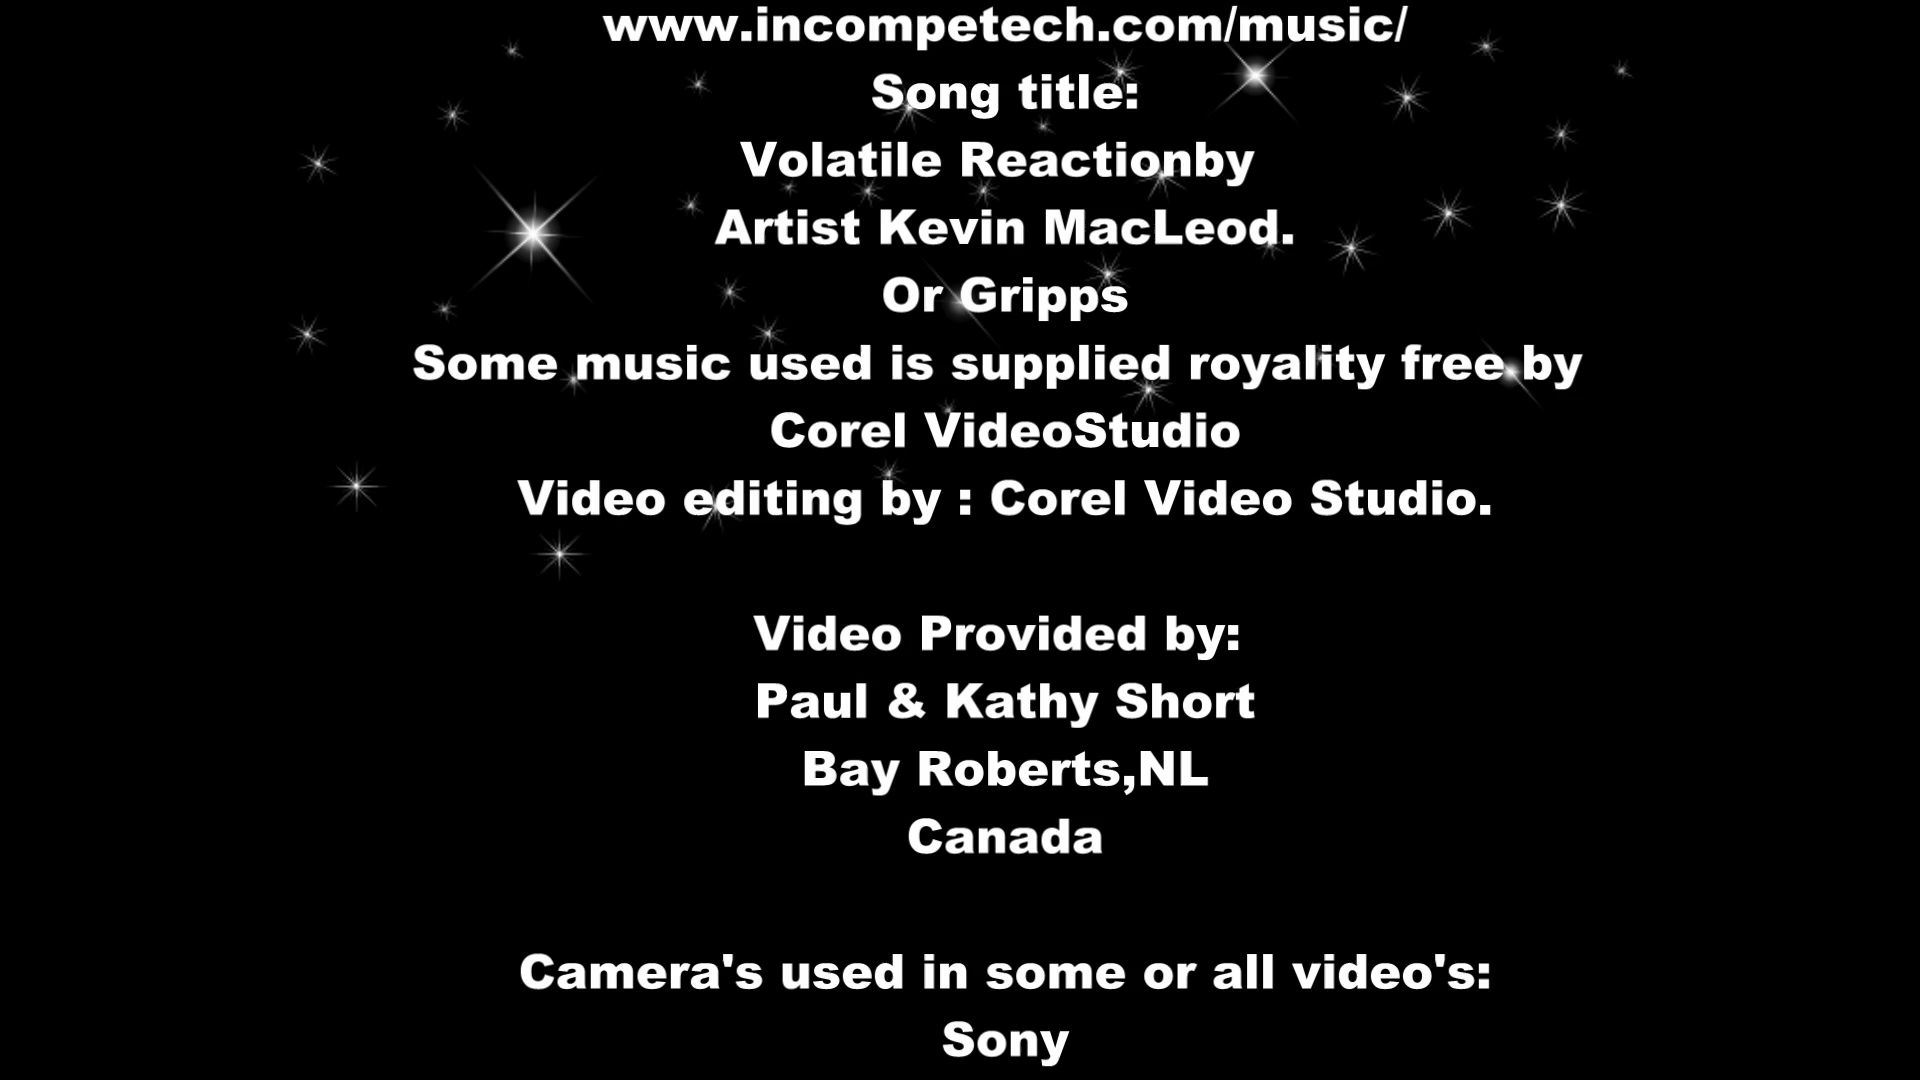 www.incompetech.com/music/
Song title:
Volatile Reactionby
Artist Kevin MacLeod.
Or Gripps
Some music used is supplied royality free by
Corel VideoStudio
Video editing by : Corel Video Studio.
Video Provided by:
Paul & Kathy Short
Bay Roberts,NL
Canada
Camera's used in some or all video's:
Sony